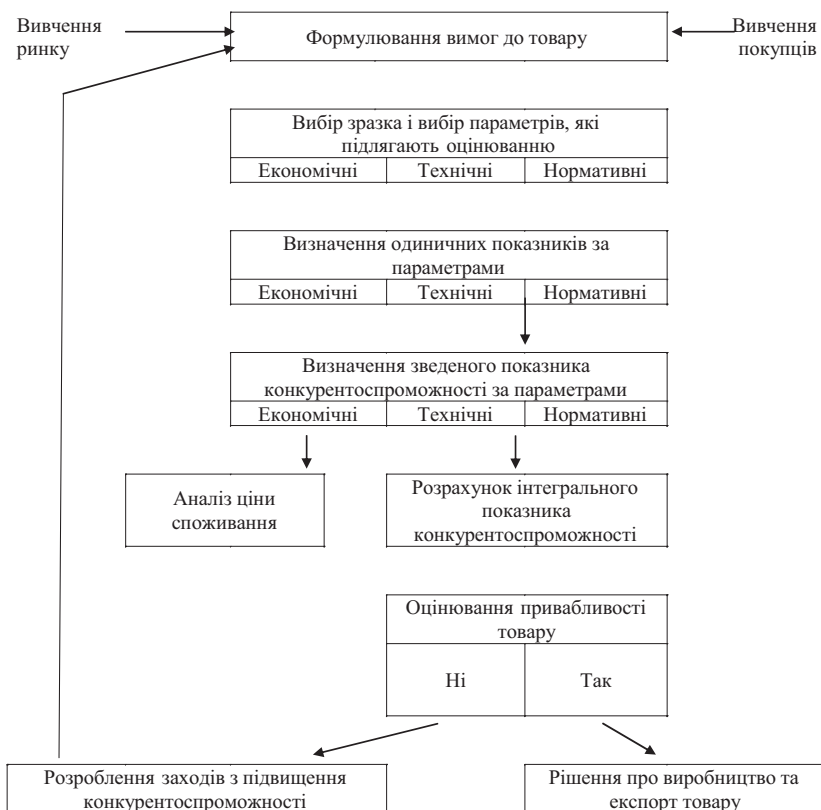 Вивчення
ринку
Формулювання вимог до товару
Вивчення
покупців
Вибір зразка і вибір параметрів, які
підлягають оцінюванню
Економічні Технічні Нормативні
Визначення одиничних показників за
параметрами
Економічні Технічні Нормативні
Визначення зведеного показника
конкурентоспроможності за параметрами
Економічні Технічні Нормативні
Аналіз ціни
споживання
Розрахунок інтегрального
показника
конкурентоспроможності
Оцінювання привабливості
товару
Ні Так
Розроблення заходів з підвищення
конкурентоспроможності
Рішення про виробництво та
експорт товару